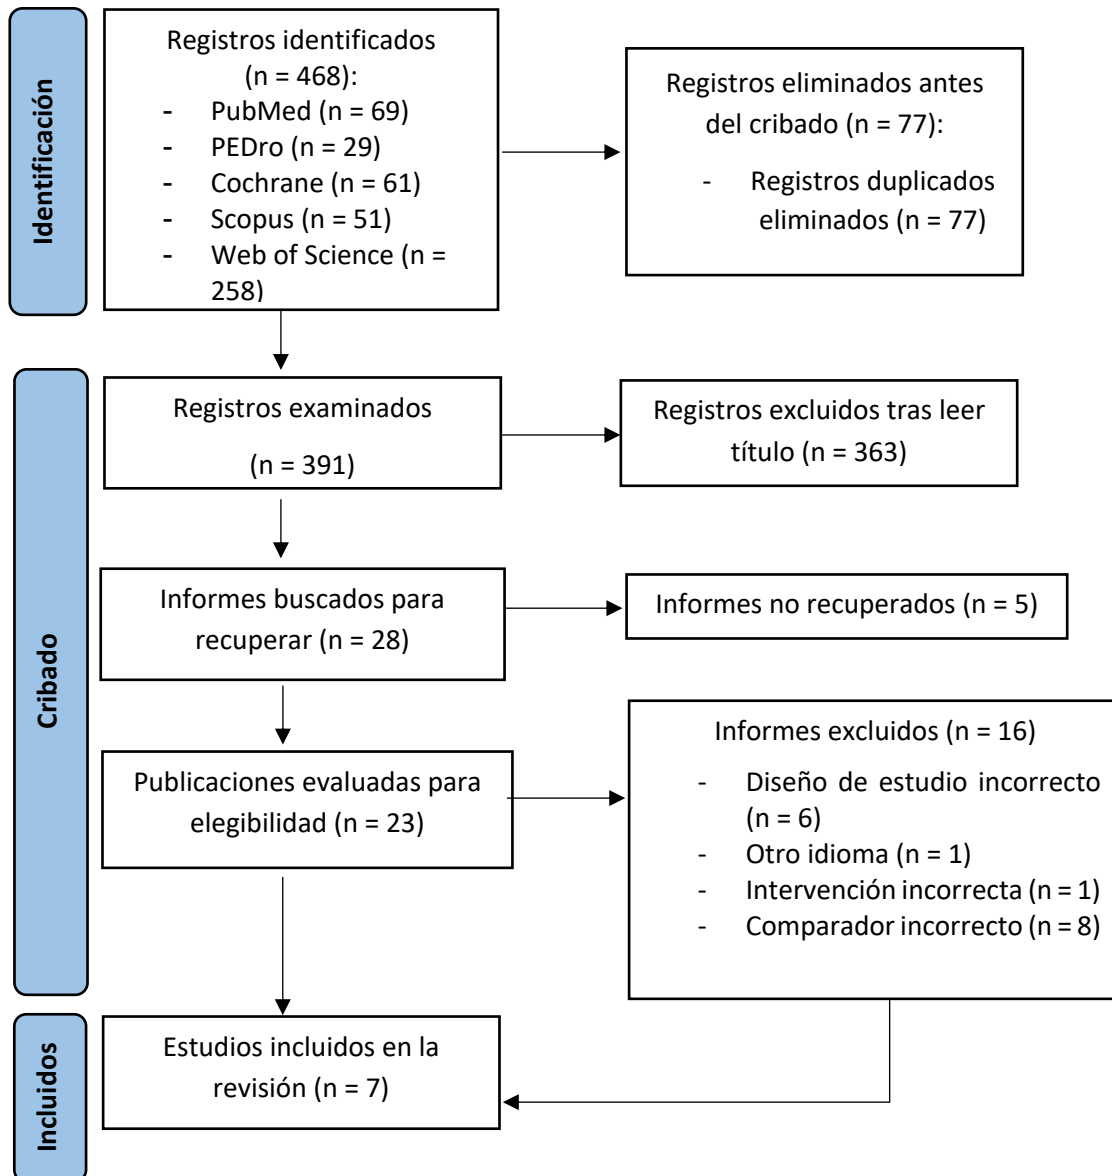 Identificación
Registros identificados
(n = 468):
- PubMed (n = 69)
- PEDro (n = 29)
- Cochrane (n = 61)
- Scopus (n = 51)
- Web of Science (n =
258)
Registros eliminados antes
del cribado (n = 77):
- Registros duplicados
eliminados (n = 77)
Cribado
Registros examinados
(n = 391)
Registros excluidos tras leer
título (n = 363)
Informes buscados para
recuperar (n = 28)
Informes no recuperados (n = 5)
Publicaciones evaluadas para
elegibilidad (n = 23)
Informes excluidos (n = 16)
- Diseño de estudio incorrecto
(n = 6)
- Otro idioma (n = 1)
- Intervención incorrecta (n = 1)
- Comparador incorrecto (n = 8)
Incluidos
Estudios incluidos en la
revisión (n = 7)